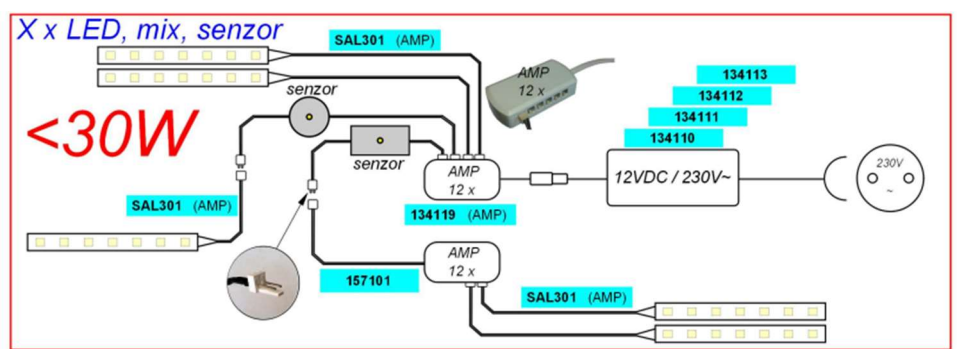 X x LED, mix, senzor
SAL301 (AMP)
AMP
12 x
134113
134112
134111
134110
senzor
<30W
senzor
230V
~
12VDC / 230V~
AMP
12 x
SAL301 (AMP)
134119 (AMP)
AMP
12 x
157101
SAL301 (AMP)